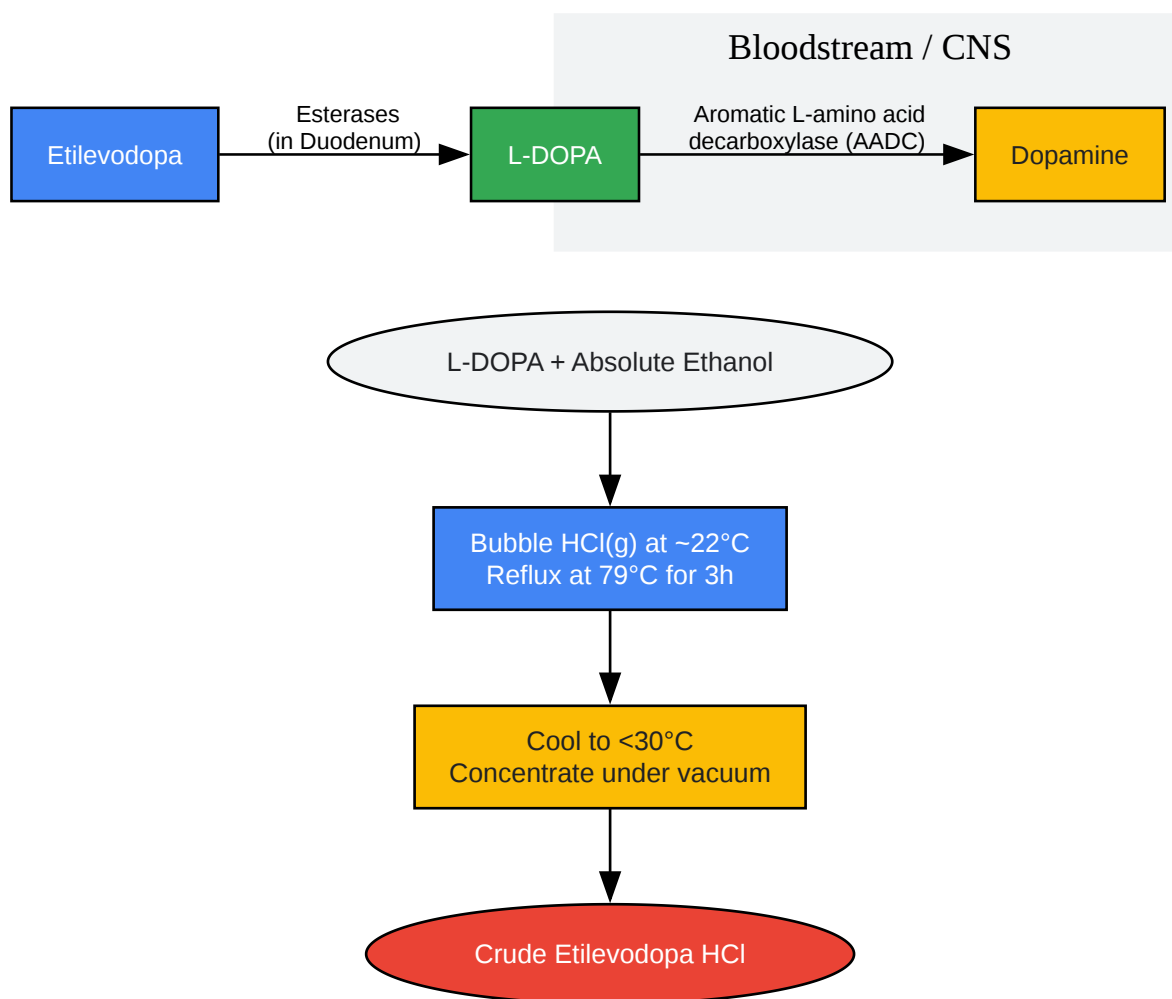 Bloodstream / CNS
Etilevodopa
Esterases
(in Duodenum)
L-DOPA
Aromatic L-amino acid
decarboxylase (AADC)
Dopamine
L-DOPA + Absolute Ethanol
Bubble HCl(g) at ~22°C
Reflux at 79°C for 3h
Cool to <30°C
Concentrate under vacuum
Crude Etilevodopa HCl